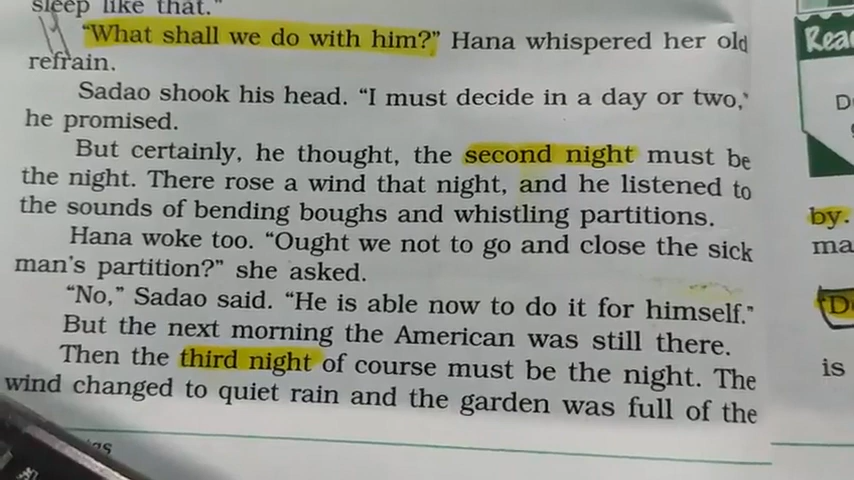 sleep like that."
"What shall we do with him?" Hana whispered her old
refrain.
Sadao shook his head. "I must decide in a day or two,"
he promised.
But certainly, he thought, the second night must be
the night. There rose a wind that night, and he listened to
the sounds of bending boughs and whistling partitions.
Hana woke too. "Ought we not to go and close the sick
man's partition?" she asked.
"No," Sadao said. "He is able now to do it for himself."
But the next morning the American was still there.
Then the third night of course must be the night. The
wind changed to quiet rain and the garden was full of the
by.
ma
is